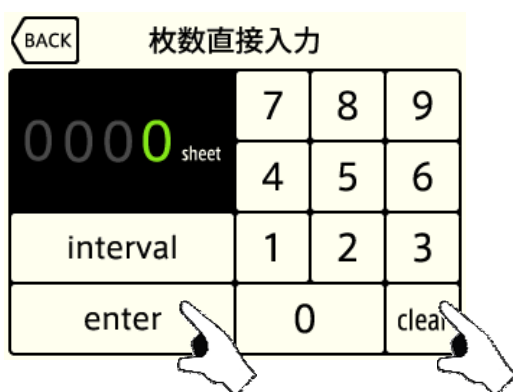 BACK 枚数直接入力
0000 sheet
7 8 9
4 5 6
interval 1 2 3
enter 0 clear